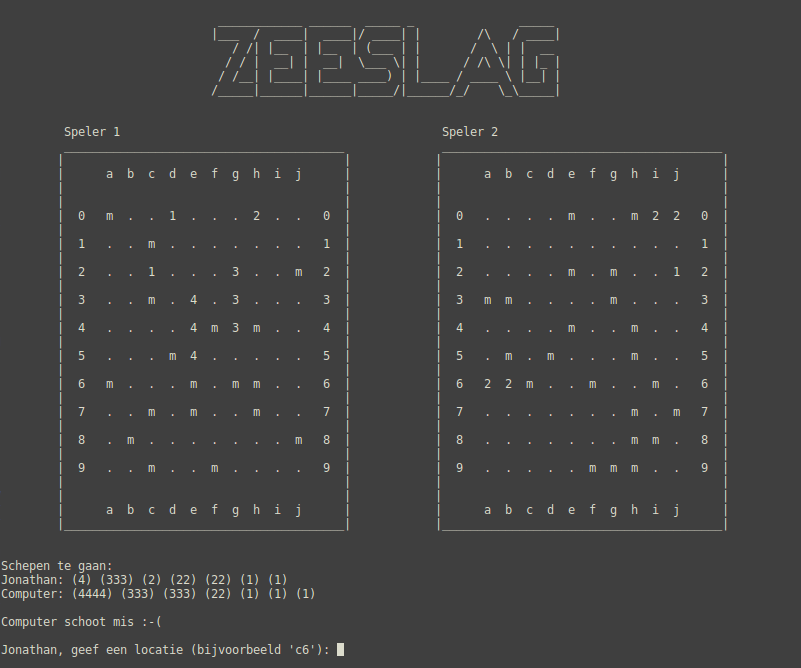 ZEESLAG
Speler 1 Speler 2
a b c d e f g h i j a b c d e f g h i j
0 m . . 1 . . . 2 . . 0 0 . . . . m . . m 2 2 0
1 . . m . . . . . . . 1 1 . . . . . . . . . . 1
2 . . 1 . . . 3 . . m 2 2 . . . . m . m . . 1 2
3 . . m . 4 . 3 . . . 3 3 m m . . . . m . . . 3
4 . . . . 4 m 3 m . . 4 4 . . . . m . . m . . 4
5 . . . m 4 . . . . . 5 5 . m . m . . . m . . 5
6 m . . . m . m m . . 6 6 2 2 m . . m . . m . 6
7 . . m . m . . m . . 7 7 . . . . . . . m . m 7
8 . m . . . . . . . m 8 8 . . . . . . . m m . 8
9 . . m . . m . . . . 9 9 . . . . . m m m . . 9
a b c d e f g h i j a b c d e f g h i j
Schepen te gaan:
Jonathan: (4) (333) (2) (22) (22) (1) (1)
Computer: (4444) (333) (333) (22) (1) (1) (1)
Computer schoot mis :-(
Jonathan, geef een locatie (bijvoorbeeld 'c6'):